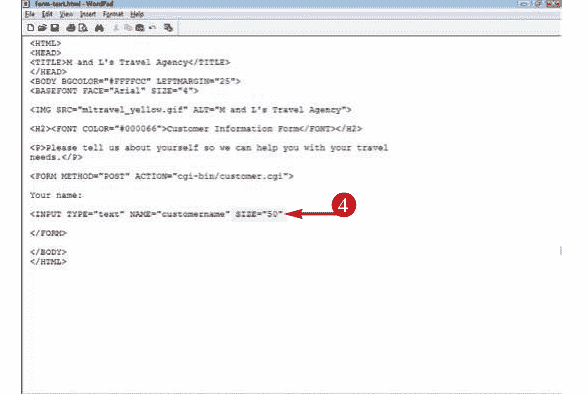 form-text.html - WordPad
File Edit View Insert Format Help
<HTML>
<HEAD>
<TITLE>M and L's Travel Agency</TITLE>
</HEAD>
<BODY BGCOLOR="#FFFFCC" LEFTMARGIN="25">
<BASEFONT FACE="Arial" SIZE="4">
<IMG SRC="mltravel_yellow.gif" ALT="M and L's Travel Agency">
<H2><FONT COLOR="#000066">Customer Information Form</FONT></H2>
<P>Please tell us about yourself so we can help you with your travel
needs.</P>
<FORM METHOD="POST" ACTION="cgi-bin/customer.cgi">
Your name:
<INPUT TYPE="text" NAME="customername" SIZE="50" 4
</FORM>
</BODY>
</HTML>